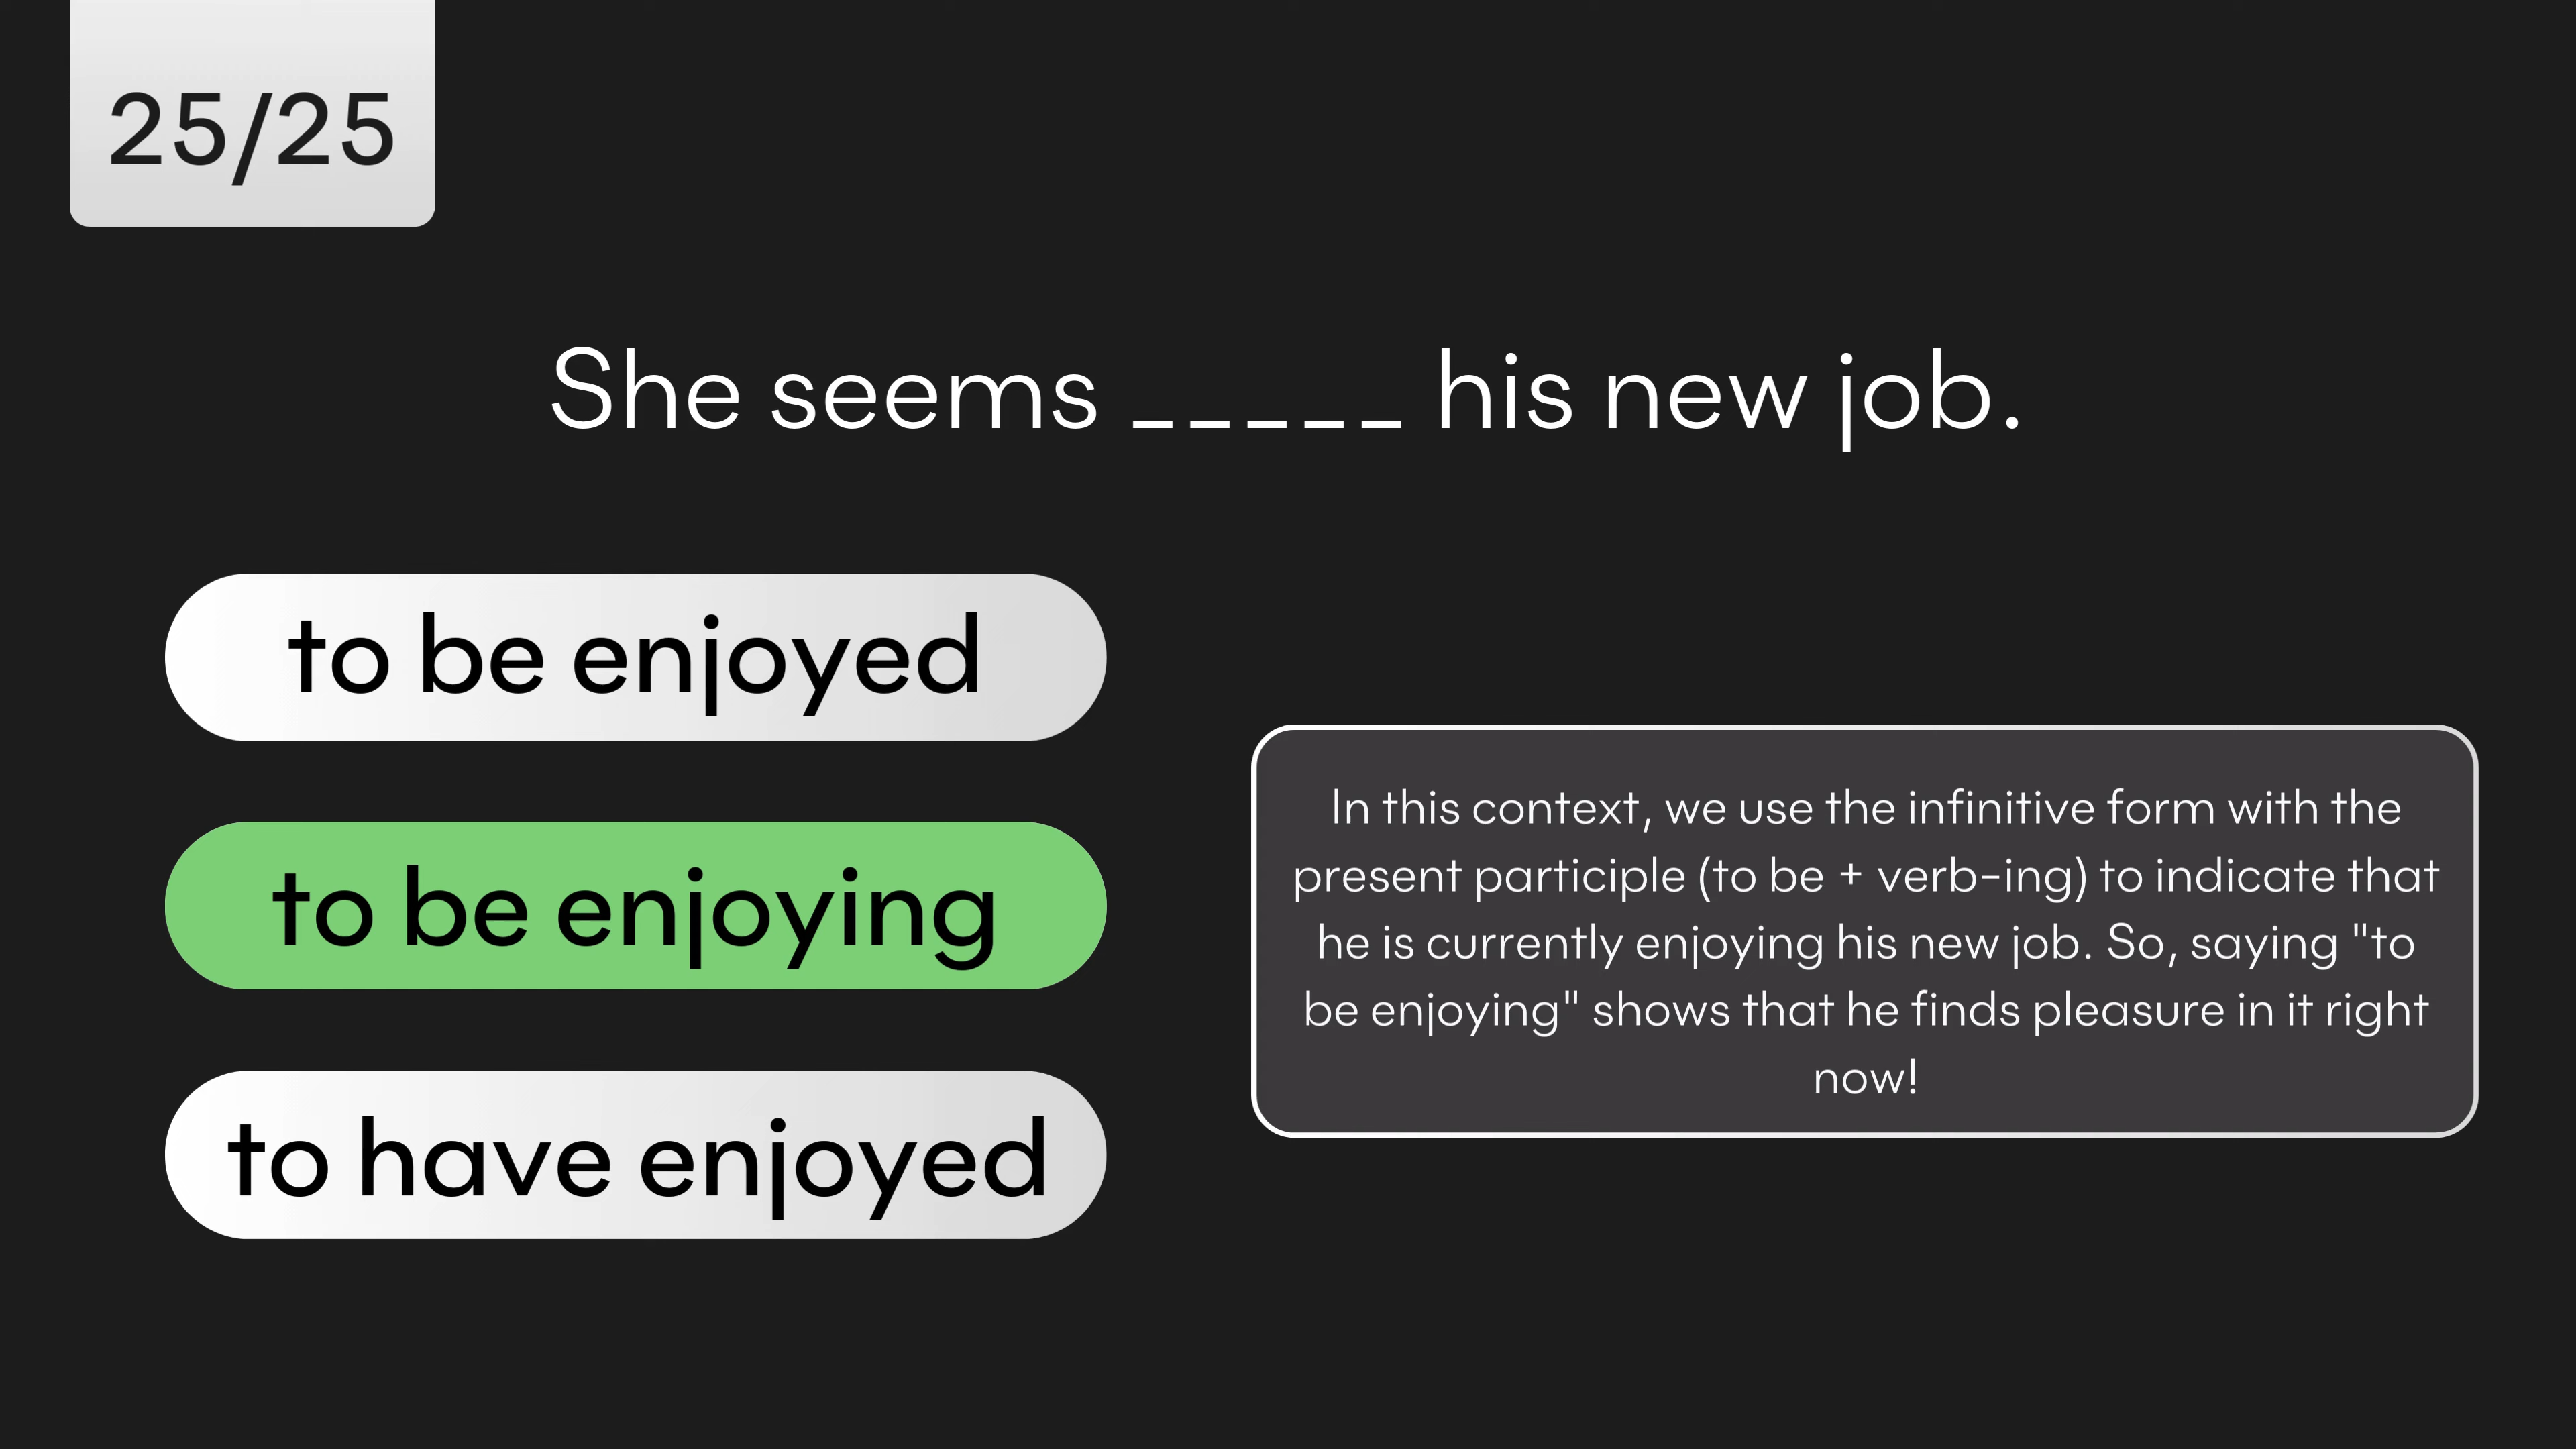 25/25
She seems _____ his new job.
to be enjoyed
to be enjoying
to have enjoyed
In this context, we use the infinitive form with the
present participle (to be + verb-ing) to indicate that
he is currently enjoying his new job. So, saying "to
be enjoying" shows that he finds pleasure in it right
now!